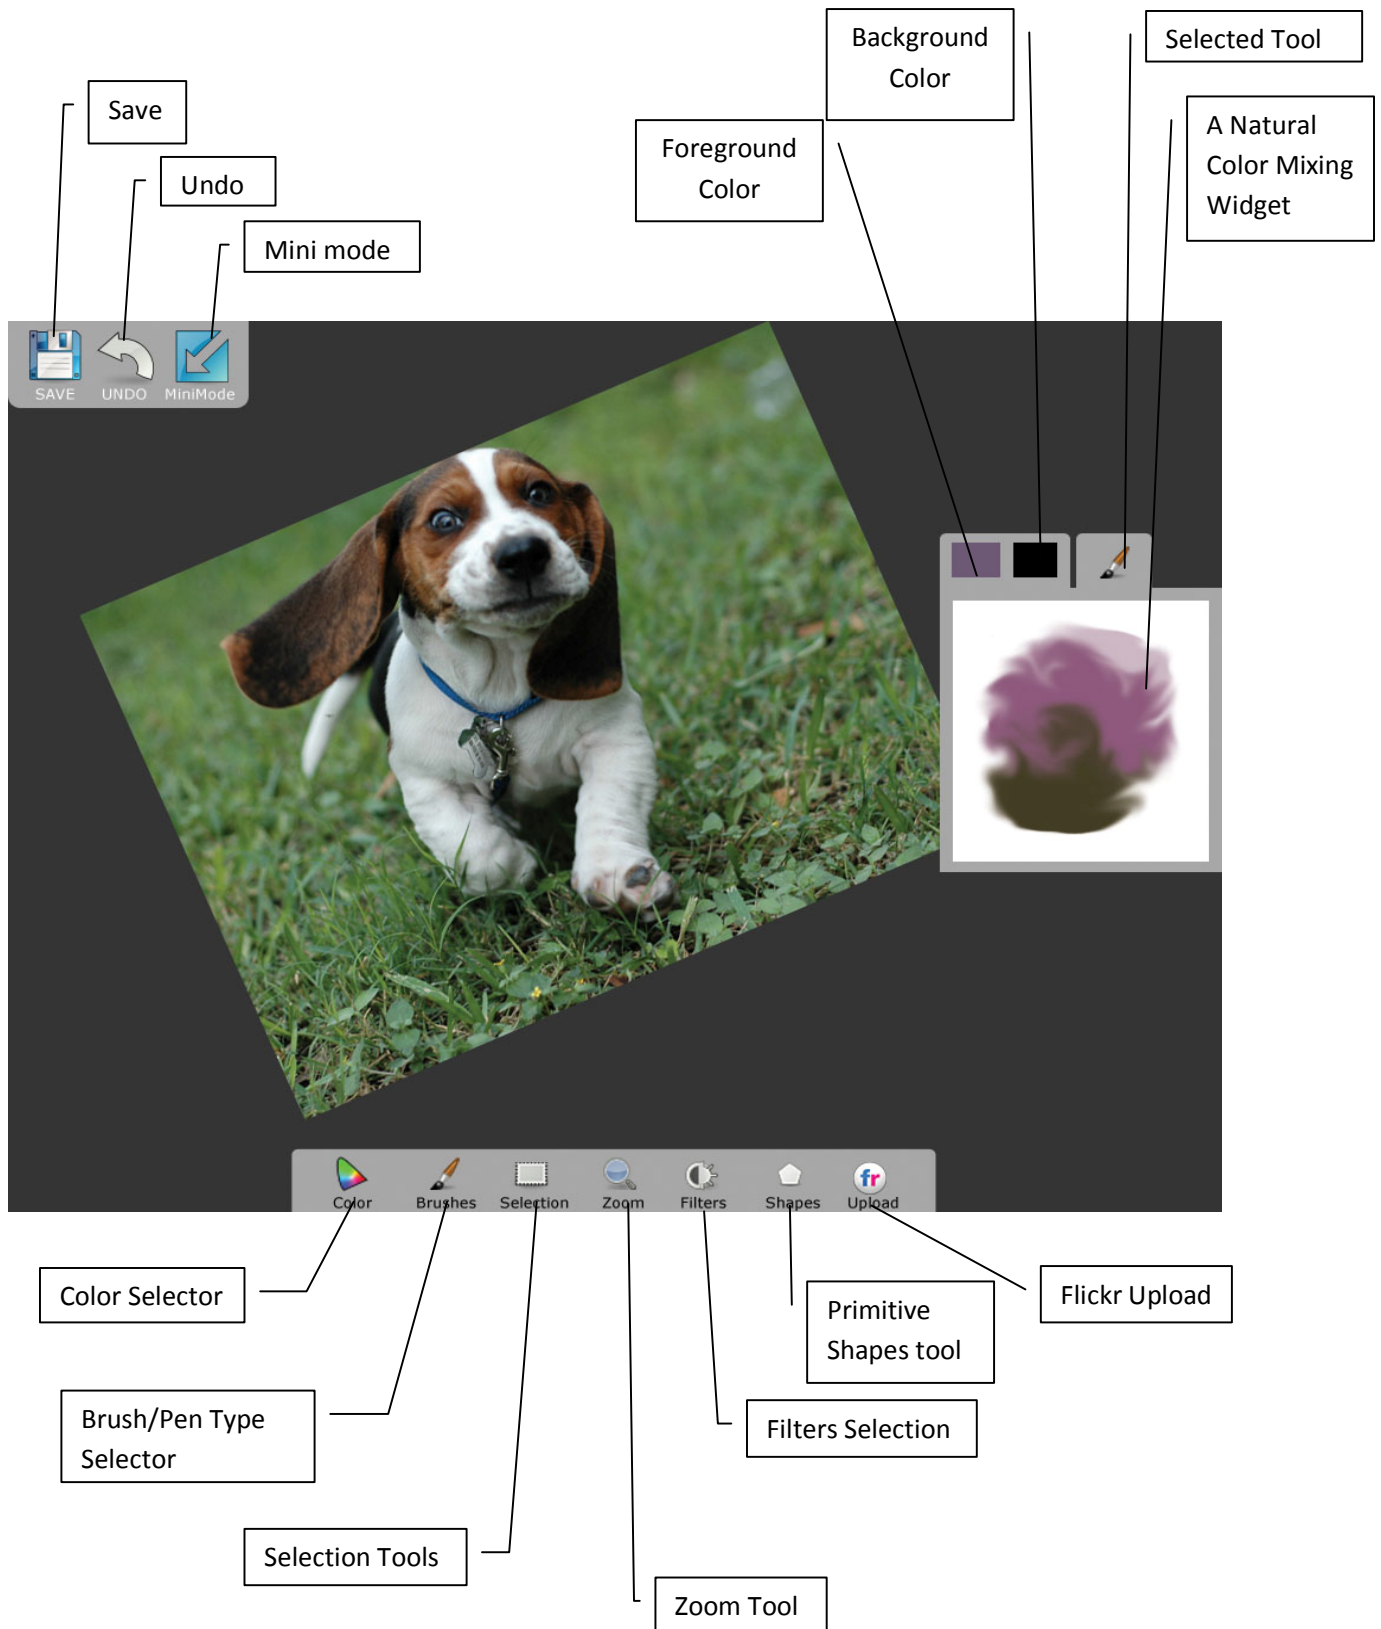 Background
Color
Selected Tool
Save
A Natural
Color Mixing
Widget
Foreground
Color
Undo
Mini mode
SAVE UNDO MiniMode
Color Brushes Selection Zoom Filters Shapes Upload
fr
Color Selector
Flickr Upload
Primitive
Shapes tool
Brush/Pen Type
Selector
Filters Selection
Selection Tools
Zoom Tool